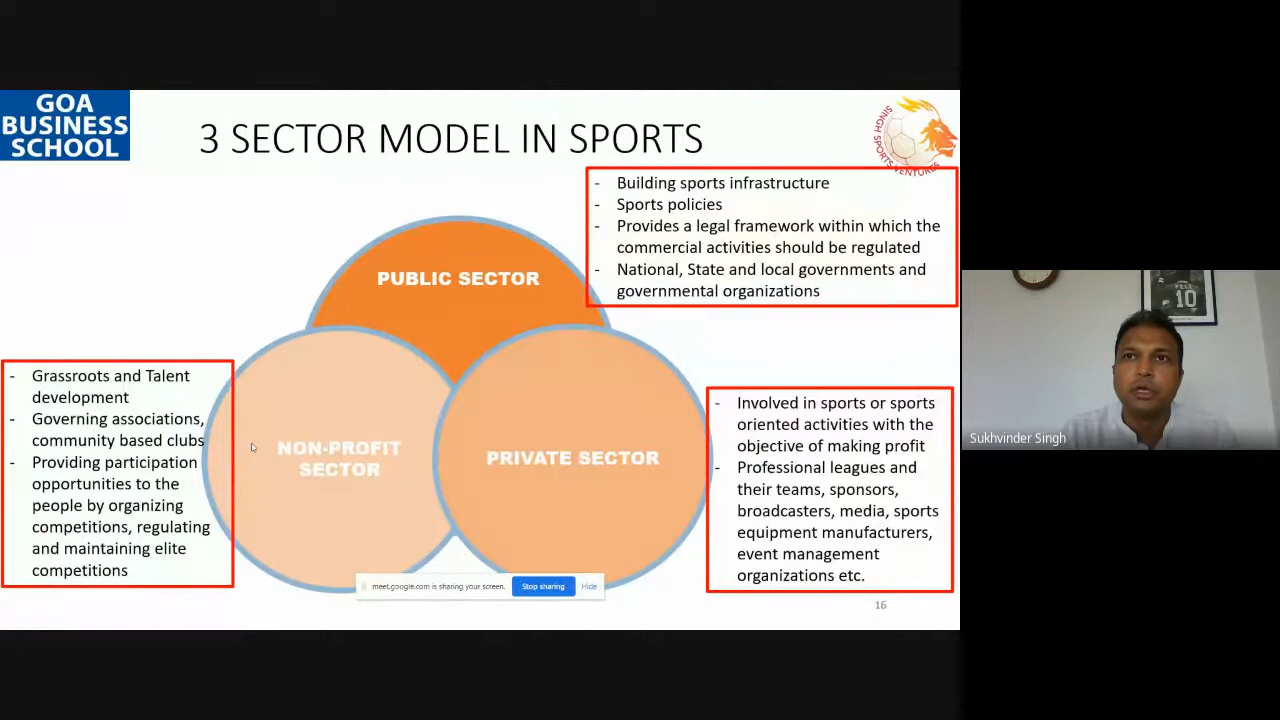 GOA
BUSINESS
SCHOOL
3 SECTOR MODEL IN SPORTS
SINGH SPORTS VENTURES
- Building sports infrastructure
- Sports policies
- Provides a legal framework within which the
commercial activities should be regulated
- National, State and local governments and
governmental organizations
PUBLIC SECTOR
- Grassroots and Talent
development
- Governing associations,
community based clubs
- Providing participation
opportunities to the
people by organizing
competitions, regulating
and maintaining elite
competitions
NON-PROFIT
SECTOR
PRIVATE SECTOR
- Involved in sports or sports
oriented activities with the
objective of making profit
- Professional leagues and
their teams, sponsors,
broadcasters, media, sports
equipment manufacturers,
event management
organizations etc.
meet.google.com is sharing your screen.
Stop sharing
Hide
16
PELE
10
Sukhvinder Singh